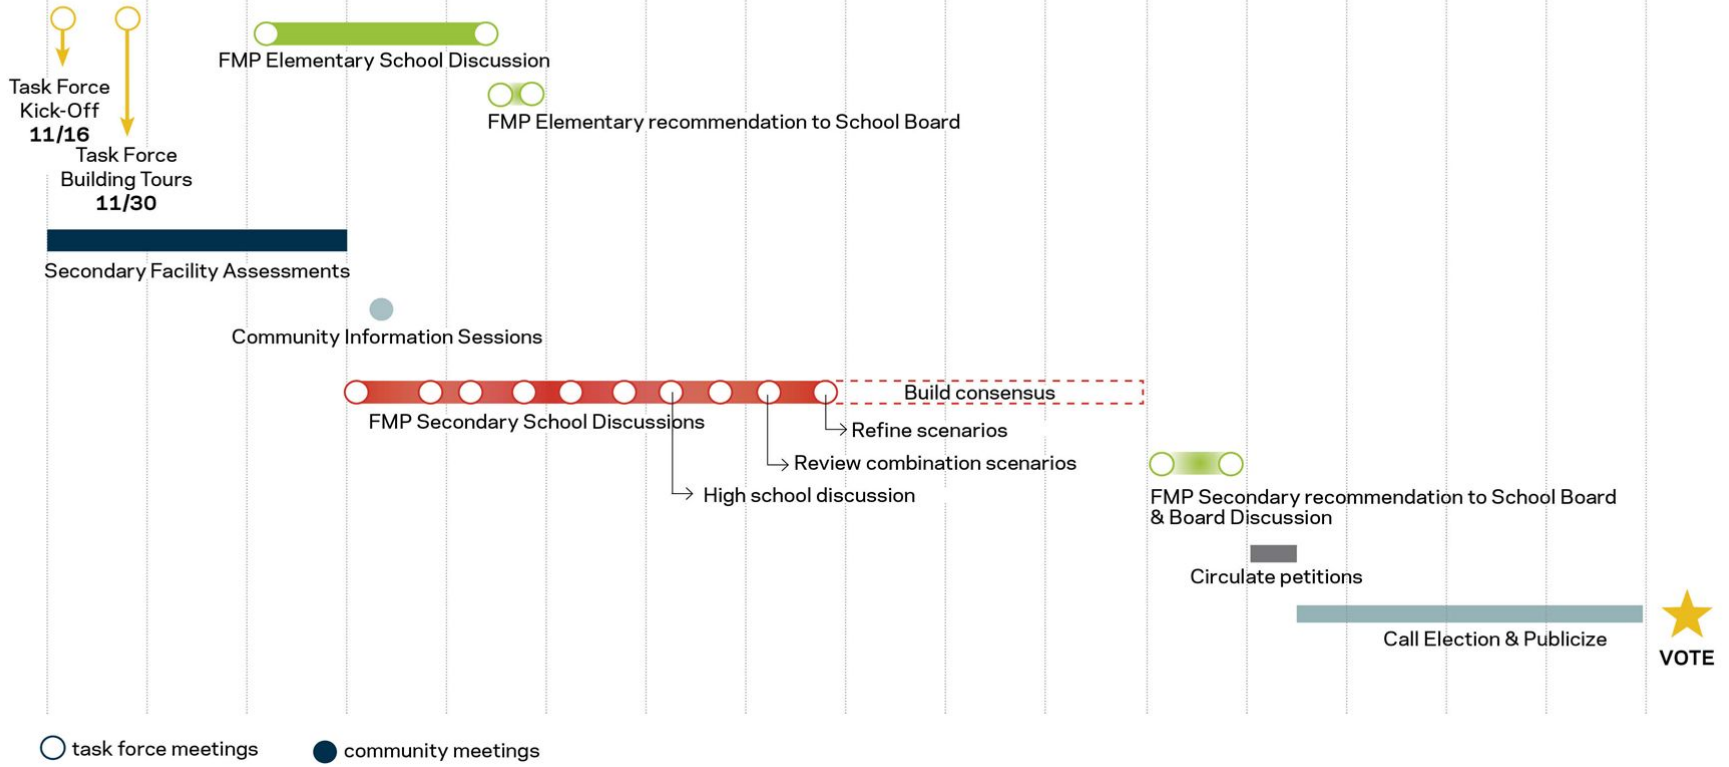 FMP Elementary School Discussion
Task Force
Kick-Off
11/16
FMP Elementary recommendation to School Board
Task Force
Building Tours
11/30
Secondary Facility Assessments
Community Information Sessions
Build consensus
FMP Secondary School Discussions
Refine scenarios
Review combination scenarios
High school discussion
FMP Secondary recommendation to School Board
& Board Discussion
Circulate petitions
Call Election & Publicize
VOTE
task force meetings
community meetings